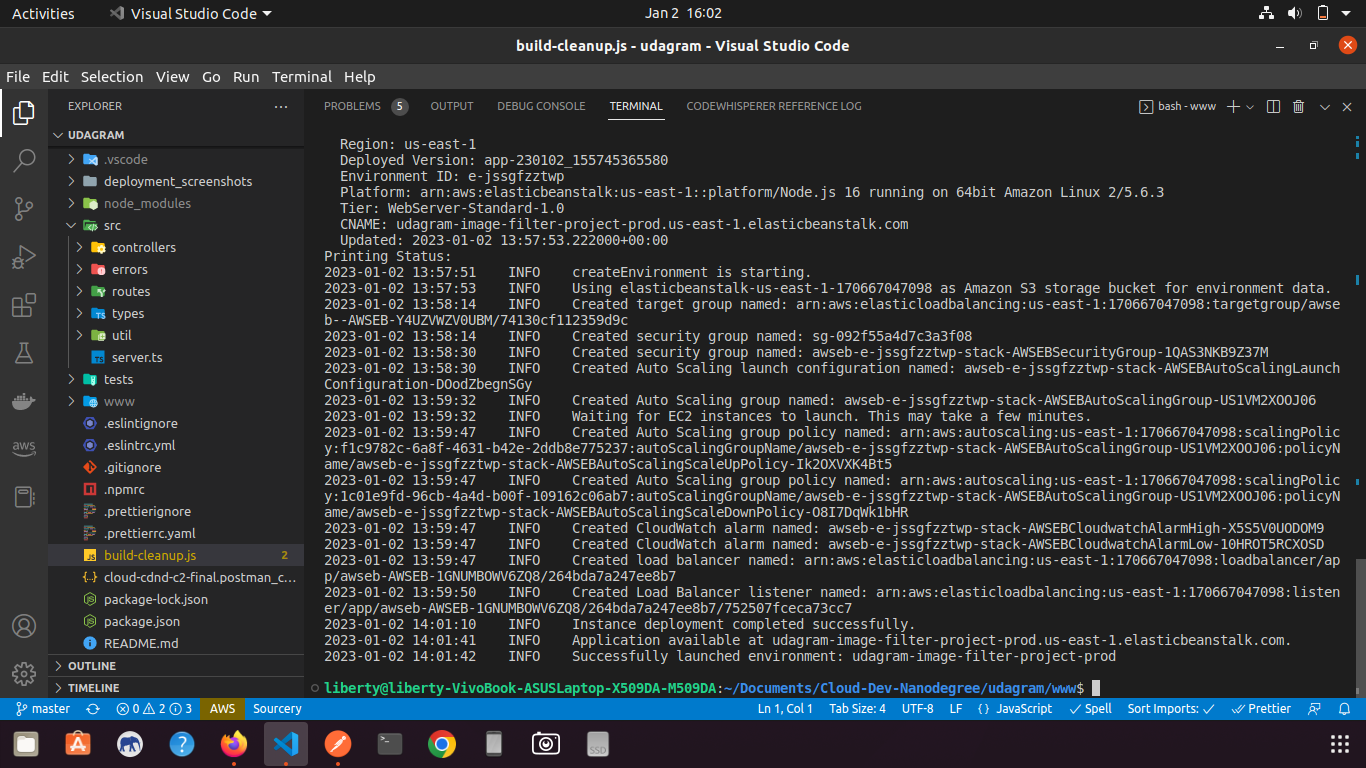 Activities
Visual Studio Code
Jan 2 16:02
build-cleanup.js - udagram - Visual Studio Code
File Edit Selection View Go Run Terminal Help
EXPLORER
UDAGRAM
.vscode
deployment_screenshots
node_modules
src
controllers
errors
routes
types
util
server.ts
tests
www
.eslintignore
.eslintrc.yml
.gitignore
.npmrc
.prettierignore
.prettierrc.yaml
build-cleanup.js 2
cloud-cdnd-c2-final.postman_c...
package-lock.json
package.json
README.md
OUTLINE
TIMELINE
aws
PROBLEMS 5 OUTPUT DEBUG CONSOLE TERMINAL CODEWHISPERER REFERENCE LOG
bash - www
Region: us-east-1
Deployed Version: app-230102_155745365580
Environment ID: e-jssgfzztwp
Platform: arn:aws:elasticbeanstalk:us-east-1::platform/Node.js 16 running on 64bit Amazon Linux 2/5.6.3
Tier: WebServer-Standard-1.0
CNAME: udagram-image-filter-project-prod.us-east-1.elasticbeanstalk.com
Updated: 2023-01-02 13:57:53.222000+00:00
Printing Status:
2023-01-02 13:57:51 INFO createEnvironment is starting.
2023-01-02 13:57:53 INFO Using elasticbeanstalk-us-east-1-170667047098 as Amazon S3 storage bucket for environment data.
2023-01-02 13:58:14 INFO Created target group named: arn:aws:elasticloadbalancing:us-east-1:170667047098:targetgroup/awse
b--AWSEB-Y4UZVWZV0UBM/74130cf112359d9c
2023-01-02 13:58:14 INFO Created security group named: sg-092f55a4d7c3a3f08
2023-01-02 13:58:30 INFO Created security group named: awseb-e-jssgfzztwp-stack-AWSEBSecurityGroup-1QAS3NKB9Z37M
2023-01-02 13:58:30 INFO Created Auto Scaling launch configuration named: awseb-e-jssgfzztwp-stack-AWSEBAutoScalingLaunch
Configuration-DOodZbegnSGy
2023-01-02 13:59:32 INFO Created Auto Scaling group named: awseb-e-jssgfzztwp-stack-AWSEBAutoScalingGroup-US1VM2XOOJ06
2023-01-02 13:59:32 INFO Waiting for EC2 instances to launch. This may take a few minutes.
2023-01-02 13:59:47 INFO Created Auto Scaling group policy named: arn:aws:autoscaling:us-east-1:170667047098:scalingPolic
y:f1c9782c-6a8f-4631-b42e-2ddb8e775237:autoScalingGroupName/awseb-e-jssgfzztwp-stack-AWSEBAutoScalingGroup-US1VM2XOOJ06:policyN
ame/awseb-e-jssgfzztwp-stack-AWSEBAutoScalingScaleUpPolicy-Ik2OXVXK4Bt5
2023-01-02 13:59:47 INFO Created Auto Scaling group policy named: arn:aws:autoscaling:us-east-1:170667047098:scalingPolic
y:1c01e9fd-96cb-4a4d-b00f-109162c06ab7:autoScalingGroupName/awseb-e-jssgfzztwp-stack-AWSEBAutoScalingGroup-US1VM2XOOJ06:policyN
ame/awseb-e-jssgfzztwp-stack-AWSEBAutoScalingScaleDownPolicy-O8I7DqWk1bHR
2023-01-02 13:59:47 INFO Created CloudWatch alarm named: awseb-e-jssgfzztwp-stack-AWSEBCloudwatchAlarmHigh-X5S5V0UODOM9
2023-01-02 13:59:47 INFO Created CloudWatch alarm named: awseb-e-jssgfzztwp-stack-AWSEBCloudwatchAlarmLow-10HROT5RCXOSD
2023-01-02 13:59:47 INFO Created load balancer named: arn:aws:elasticloadbalancing:us-east-1:170667047098:loadbalancer/ap
p/awseb-AWSEB-1GNUMBOWV6ZQ8/264bda7a247ee8b7
2023-01-02 13:59:50 INFO Created Load Balancer listener named: arn:aws:elasticloadbalancing:us-east-1:170667047098:listen
er/app/awseb-AWSEB-1GNUMBOWV6ZQ8/264bda7a247ee8b7/752507fceca73cc7
2023-01-02 14:01:10 INFO Instance deployment completed successfully.
2023-01-02 14:01:41 INFO Application available at udagram-image-filter-project-prod.us-east-1.elasticbeanstalk.com.
2023-01-02 14:01:42 INFO Successfully launched environment: udagram-image-filter-project-prod
liberty@liberty-VivoBook-ASUSLaptop-X509DA-M509DA:~/Documents/Cloud-Dev-Nanodegree/udagram/www$
master 0 2 3 AWS Sourcery Ln 1, Col 1 Tab Size: 4 UTF-8 LF {} JavaScript Spell Sort Imports: Prettier
SSD